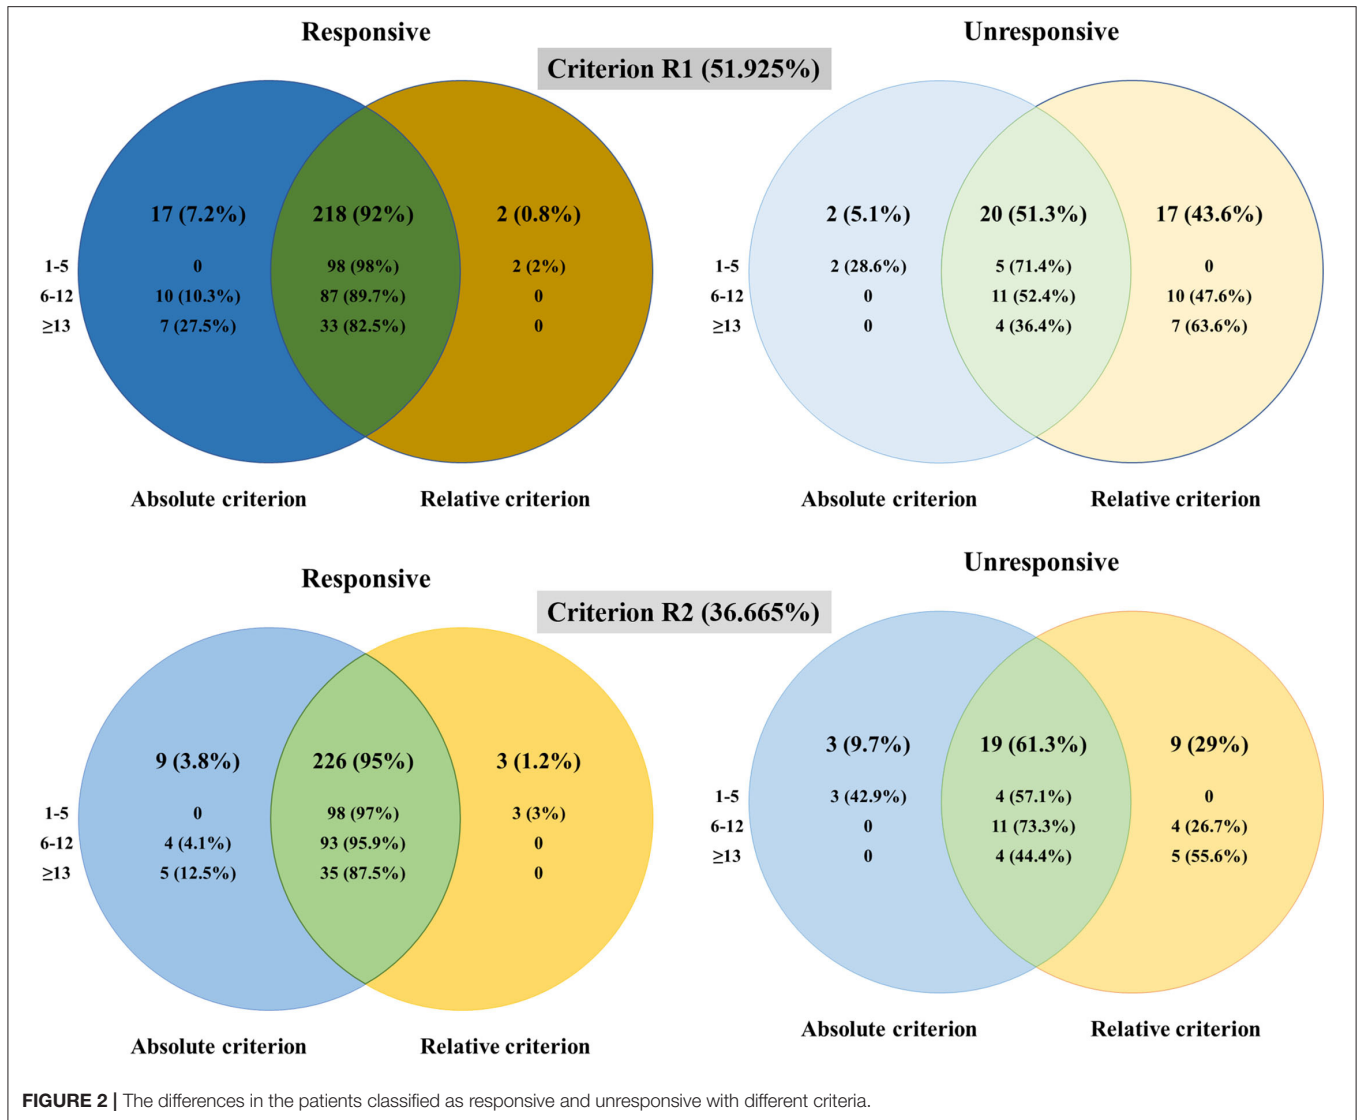 Responsive
Unresponsive
Criterion R1 (51.925%)
17 (7.2%) 218 (92%) 2 (0.8%)
1-5 0 98 (98%) 2 (2%)
6-12 10 (10.3%) 87 (89.7%) 0
≥13 7 (27.5%) 33 (82.5%) 0
Absolute criterion Relative criterion
2 (5.1%) 20 (51.3%) 17 (43.6%)
1-5 2 (28.6%) 5 (71.4%) 0
6-12 0 11 (52.4%) 10 (47.6%)
≥13 0 4 (36.4%) 7 (63.6%)
Absolute criterion Relative criterion
Responsive
Unresponsive
Criterion R2 (36.665%)
9 (3.8%) 226 (95%) 3 (1.2%)
1-5 0 98 (97%) 3 (3%)
6-12 4 (4.1%) 93 (95.9%) 0
≥13 5 (12.5%) 35 (87.5%) 0
Absolute criterion Relative criterion
3 (9.7%) 19 (61.3%) 9 (29%)
1-5 3 (42.9%) 4 (57.1%) 0
6-12 0 11 (73.3%) 4 (26.7%)
≥13 0 4 (44.4%) 5 (55.6%)
Absolute criterion Relative criterion
FIGURE 2 | The differences in the patients classified as responsive and unresponsive with different criteria.